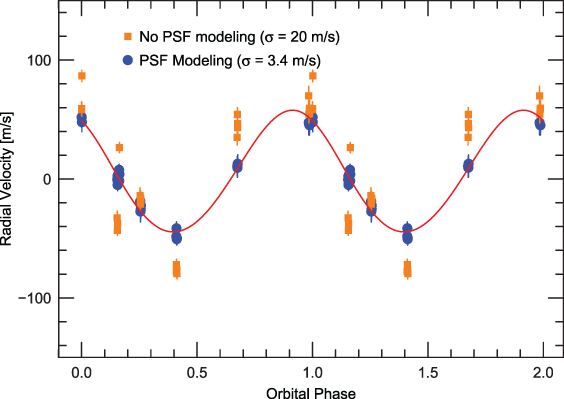 No PSF modeling (σ = 20 m/s)
PSF Modeling (σ = 3.4 m/s)
Radial Velocity [m/s]
100
0
−100
0.0 0.5 1.0 1.5 2.0
Orbital Phase